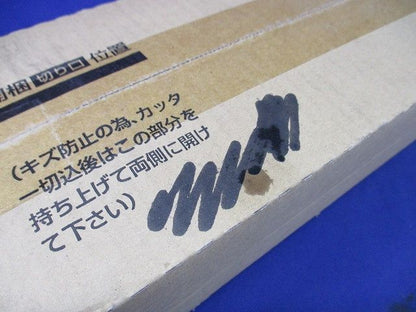 開梱 切り口 位置
(キズ防止の為、カッタ
ー切込後はこの部分を
持ち上げて両側に開け
て下さい)